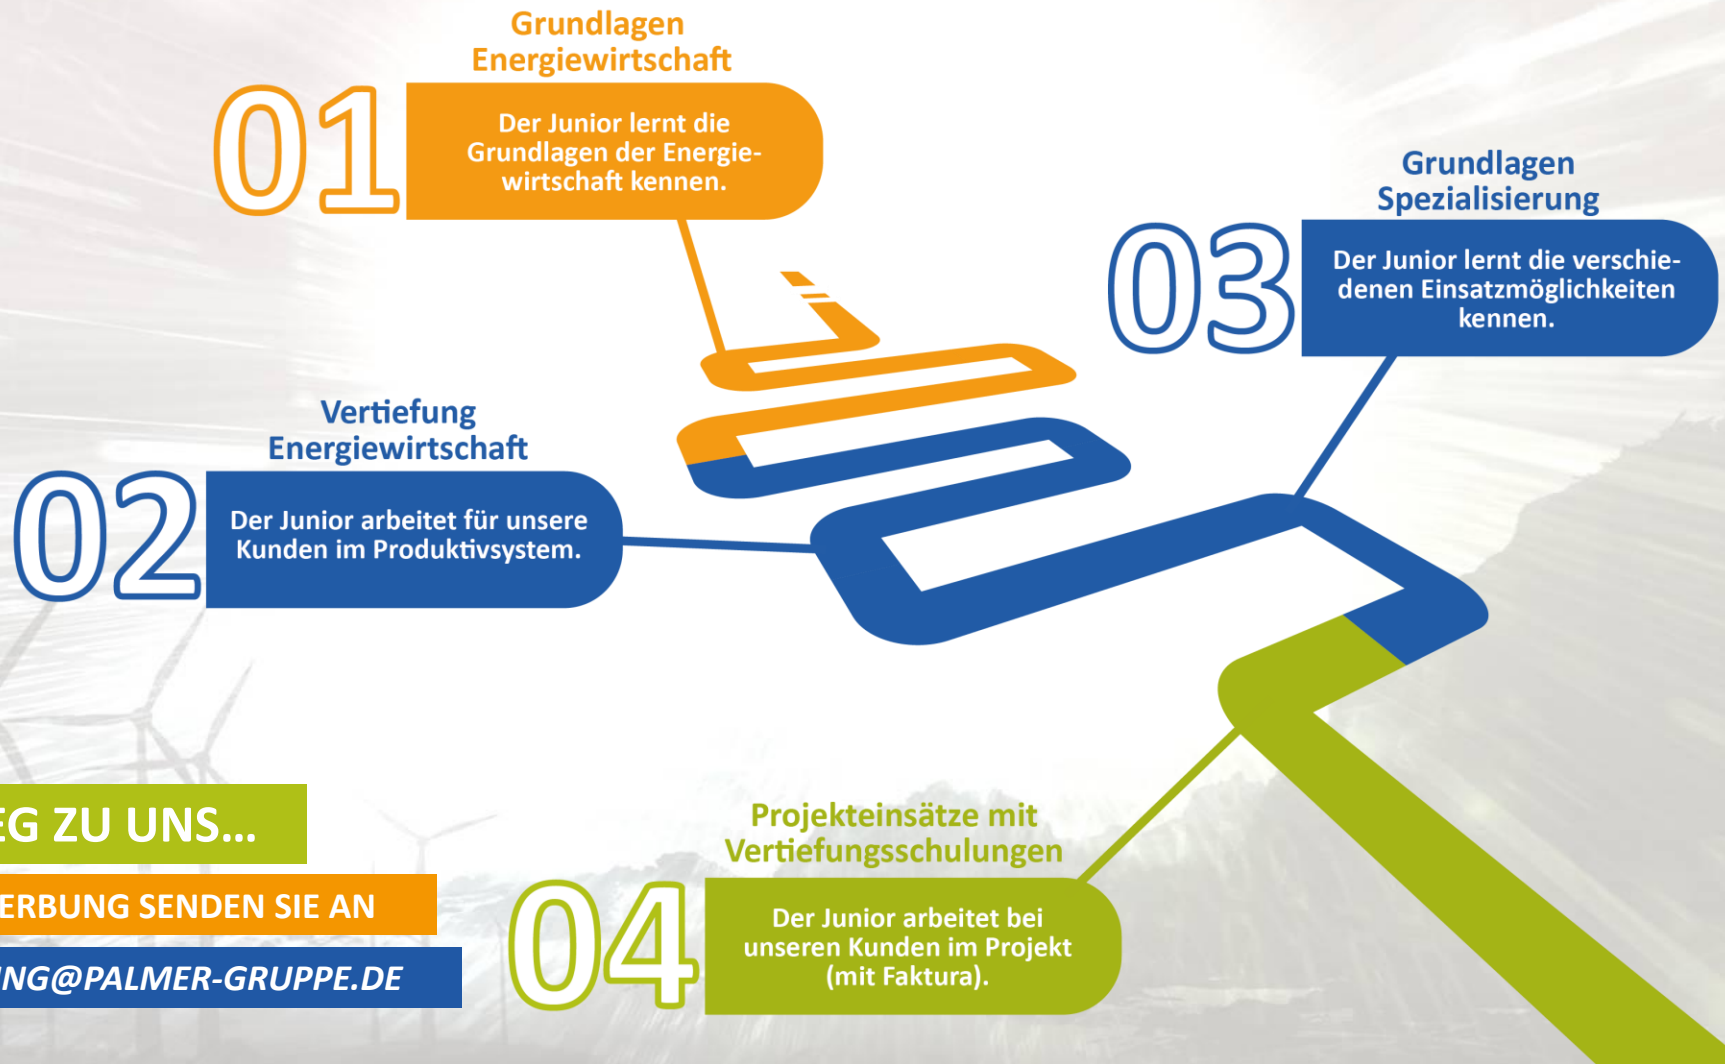 Grundlagen
Energiewirtschaft
01
Der Junior lernt die
Grundlagen der Energie-
wirtschaft kennen.
Vertiefung
Energiewirtschaft
02
Der Junior arbeitet für unsere
Kunden im Produktivsystem.
Grundlagen
Spezialisierung
03
Der Junior lernt die verschie-
denen Einsatzmöglichkeiten
kennen.
Projekteinsätze mit
Vertiefungsschulungen
04
Der Junior arbeitet bei
unseren Kunden im Projekt
(mit Faktura).
EG ZU UNS...
ERBUNG SENDEN SIE AN
NG@PALMER-GRUPPE.DE